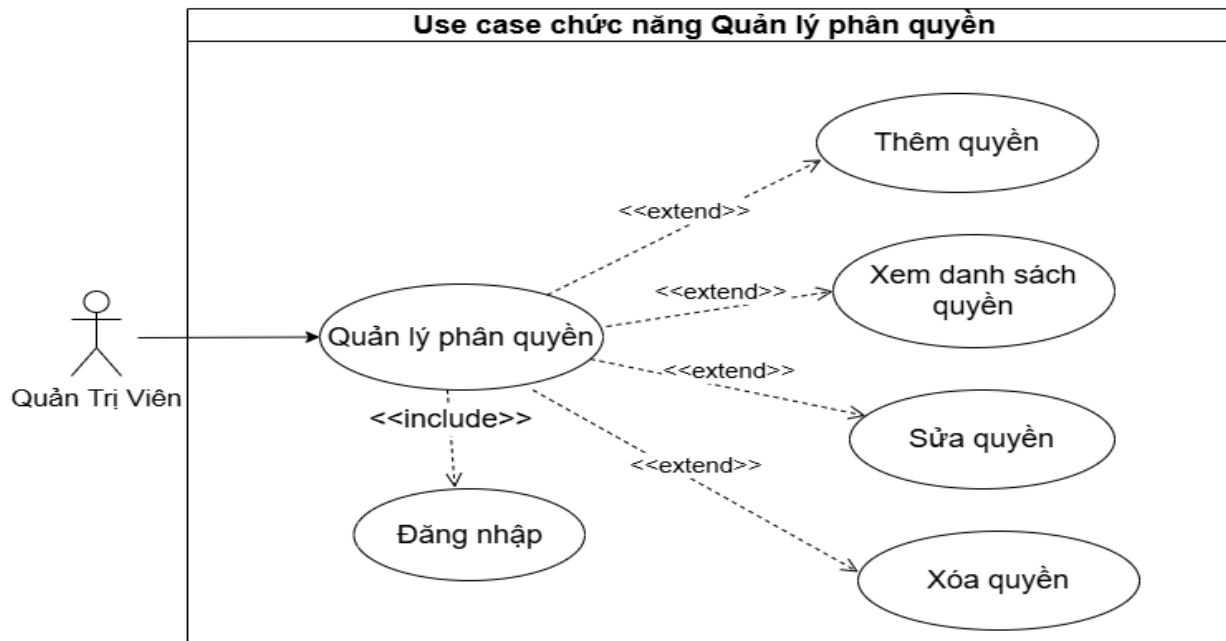 Use case chức năng Quản lý phân quyền
Thêm quyền
<<extend>>
Xem danh sách
quyền
<<extend>>
Quản lý phân quyền
<<extend>>
Quản Trị Viên
<<include>>
Sửa quyền
<<extend>>
Đăng nhập
Xóa quyền